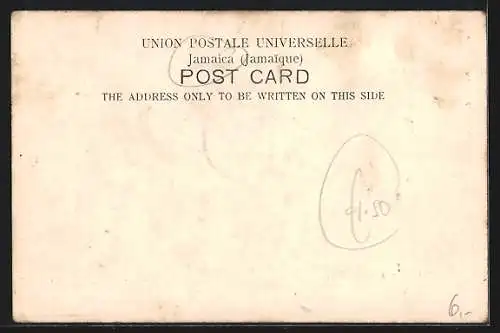 UNION POSTALE UNIVERSELLE.
Jamaica (Jamaïque)
POST CARD
THE ADDRESS ONLY TO BE WRITTEN ON THIS SIDE
1.50
6,-